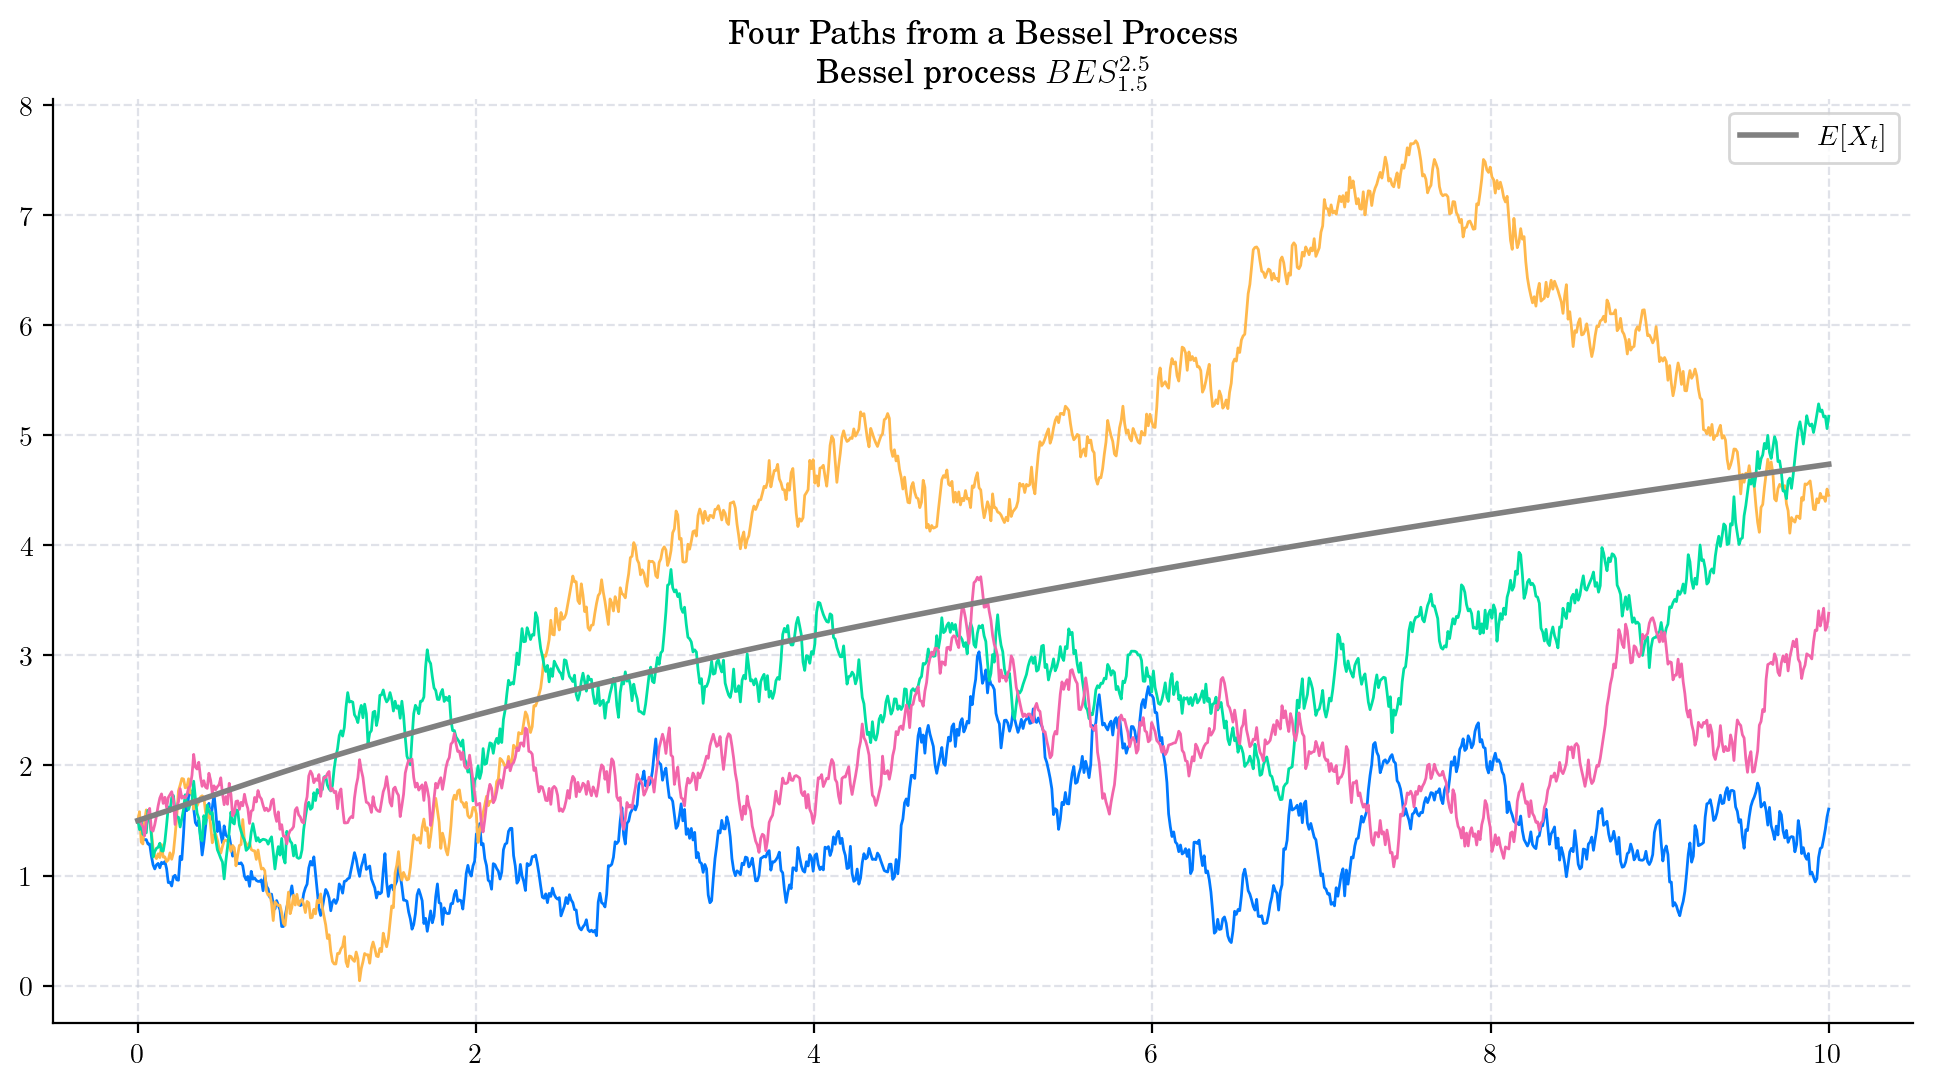 Four Paths from a Bessel Process
Bessel process $BES_{1.5}^{2.5}$
$E[X_t]$
8
7
6
5
4
3
2
1
0
0 2 4 6 8 10